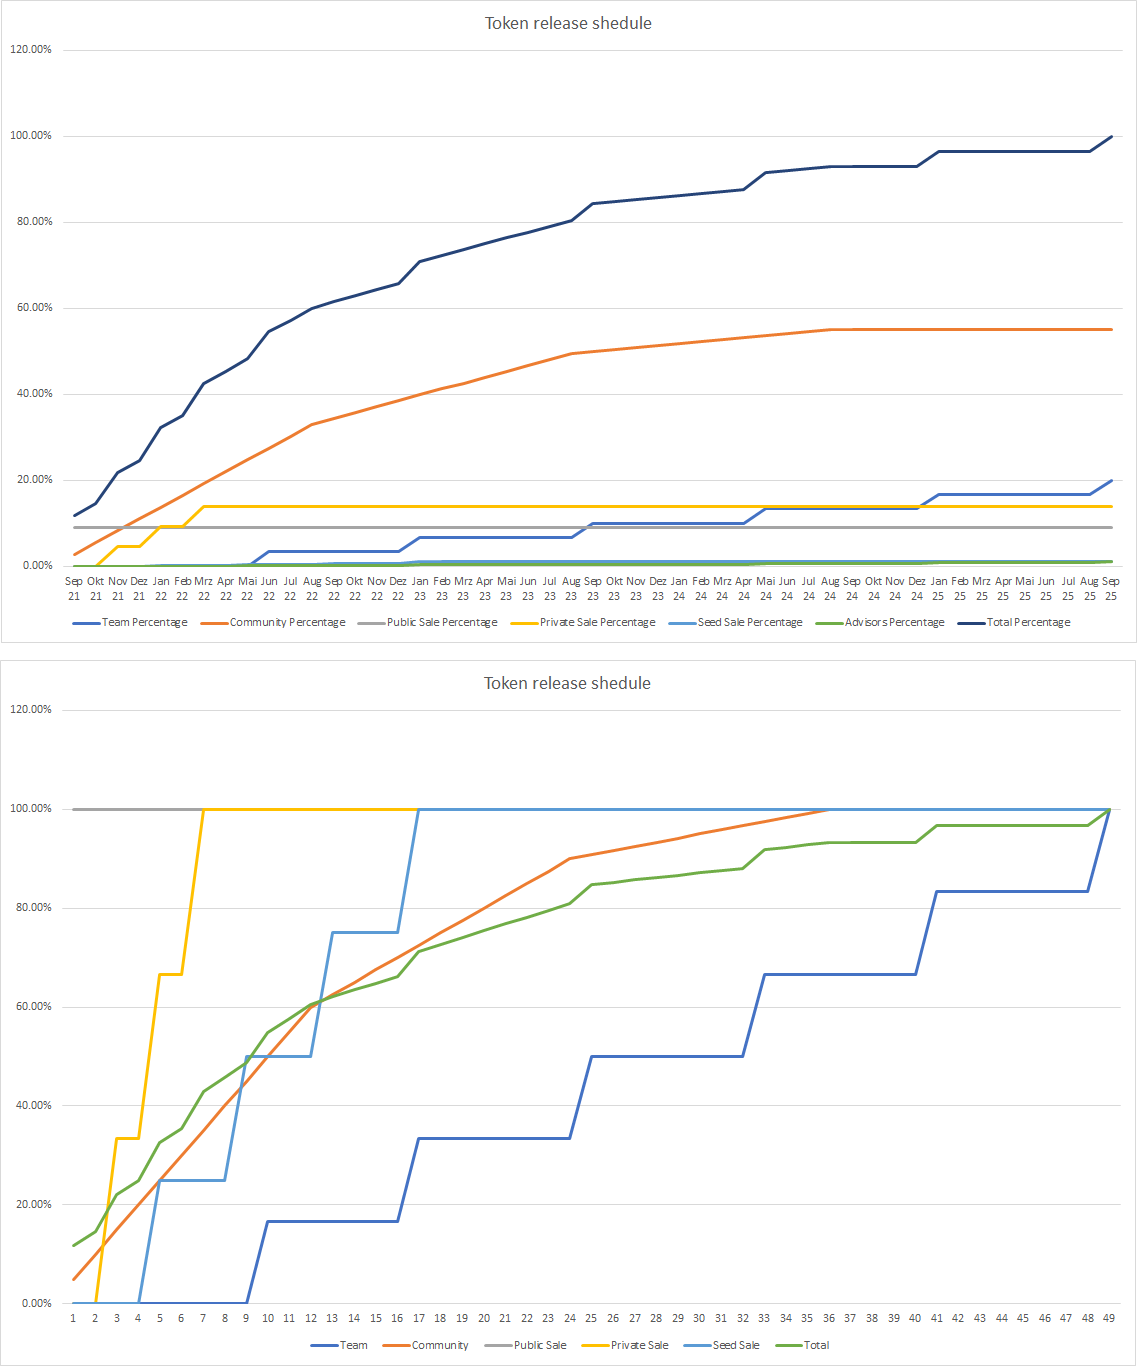 Token release shedule
120.00%
100.00%
80.00%
60.00%
40.00%
20.00%
0.00%
Sep Okt Nov Dez Jan Feb Mrz Apr Mai Jun Jul Aug Sep Okt Nov Dez Jan Feb Mrz Apr Mai Jun Jul Aug Sep Okt Nov Dez Jan Feb Mrz Apr Mai Jun Jul Aug Sep Okt Nov Dez Jan Feb Mrz Apr Mai Jun Jul Aug Sep
21 21 21 21 22 22 22 22 22 22 22 22 22 22 22 22 23 23 23 23 23 23 23 23 23 23 23 23 24 24 24 24 24 24 24 24 24 24 24 24 25 25 25 25 25 25 25 25 25
Team Percentage Community Percentage Public Sale Percentage Private Sale Percentage Seed Sale Percentage Advisors Percentage Total Percentage
Token release shedule
120.00%
100.00%
80.00%
60.00%
40.00%
20.00%
0.00%
1 2 3 4 5 6 7 8 9 10 11 12 13 14 15 16 17 18 19 20 21 22 23 24 25 26 27 28 29 30 31 32 33 34 35 36 37 38 39 40 41 42 43 44 45 46 47 48 49
Team Community Public Sale Private Sale Seed Sale Total